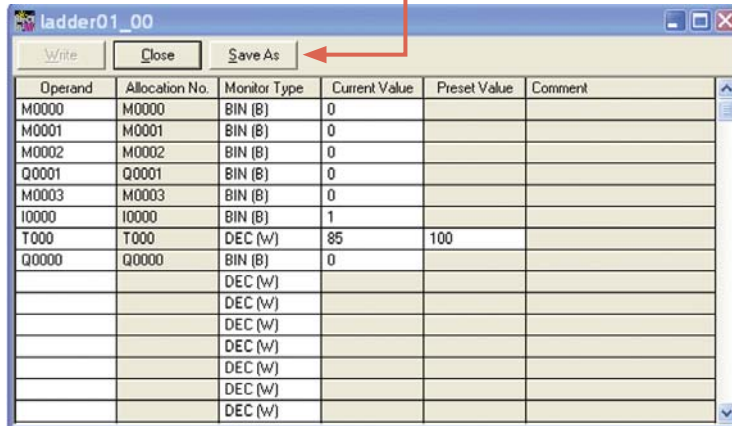 ladder01_00
Write Close Save As
Operand Allocation No. Monitor Type Current Value Preset Value Comment
M0000 M0000 BIN (B) 0
M0001 M0001 BIN (B) 0
M0002 M0002 BIN (B) 0
Q0001 Q0001 BIN (B) 0
M0003 M0003 BIN (B) 0
I0000 I0000 BIN (B) 1
T000 T000 DEC (W) 85 100
Q0000 Q0000 BIN (B) 0
DEC (W)
DEC (W)
DEC (W)
DEC (W)
DEC (W)
DEC (W)
DEC (W)